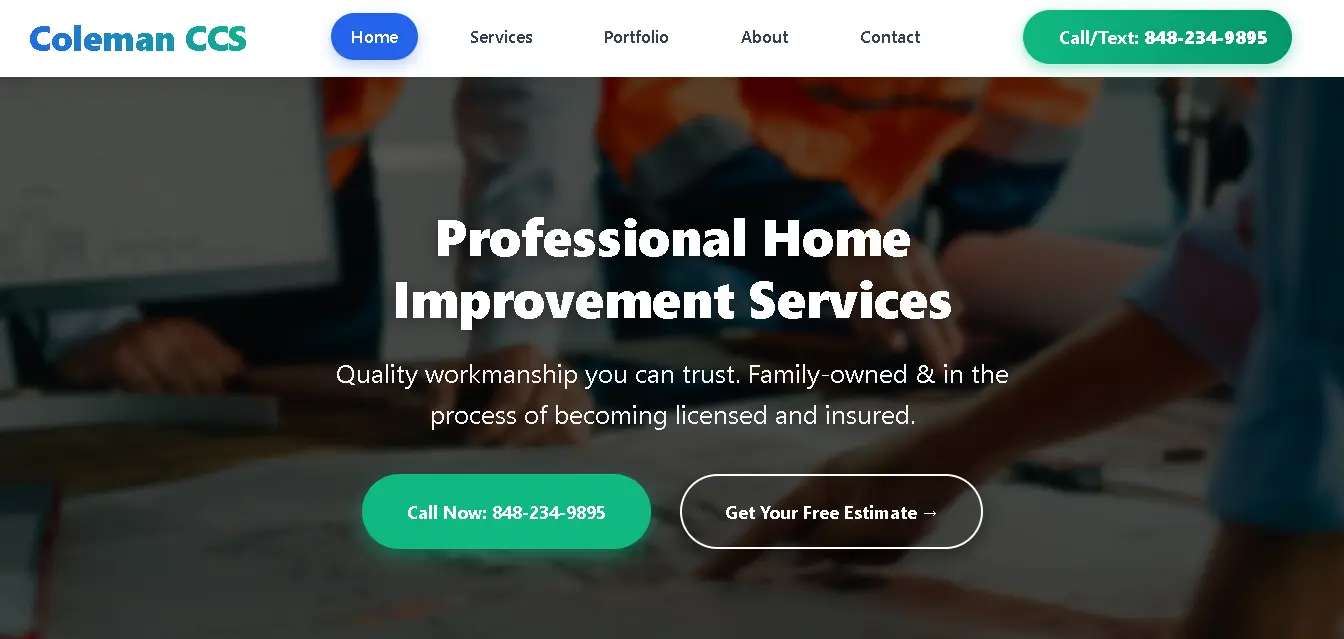 Coleman CCS
Home
Services
Portfolio
About
Contact
Call/Text: 848-234-9895
Professional Home
Improvement Services
Quality workmanship you can trust. Family-owned & in the
process of becoming licensed and insured.
Call Now: 848-234-9895
Get Your Free Estimate →